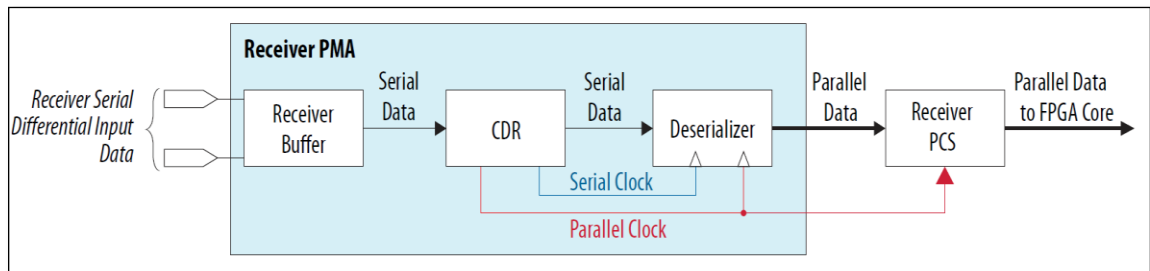 Receiver PMA
Receiver Serial
Differential Input
Data
Receiver
Buffer
Serial
Data
CDR
Serial
Data
Deserializer
Parallel
Data
Receiver
PCS
Parallel Data
to FPGA Core
Serial Clock
Parallel Clock